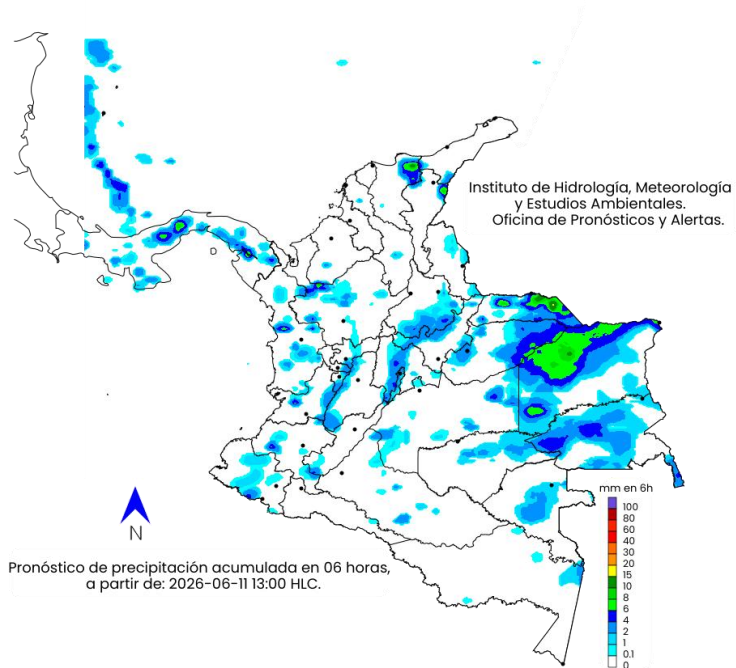 Instituto de Hidrología, Meteorología
y Estudios Ambientales.
Oficina de Pronósticos y Alertas.
N
Pronóstico de precipitación acumulada en 06 horas,
a partir de: 2026-06-11 13:00 HLC.
mm en 6h
100
80
60
40
30
20
15
10
8
6
4
2
1
0.1
0